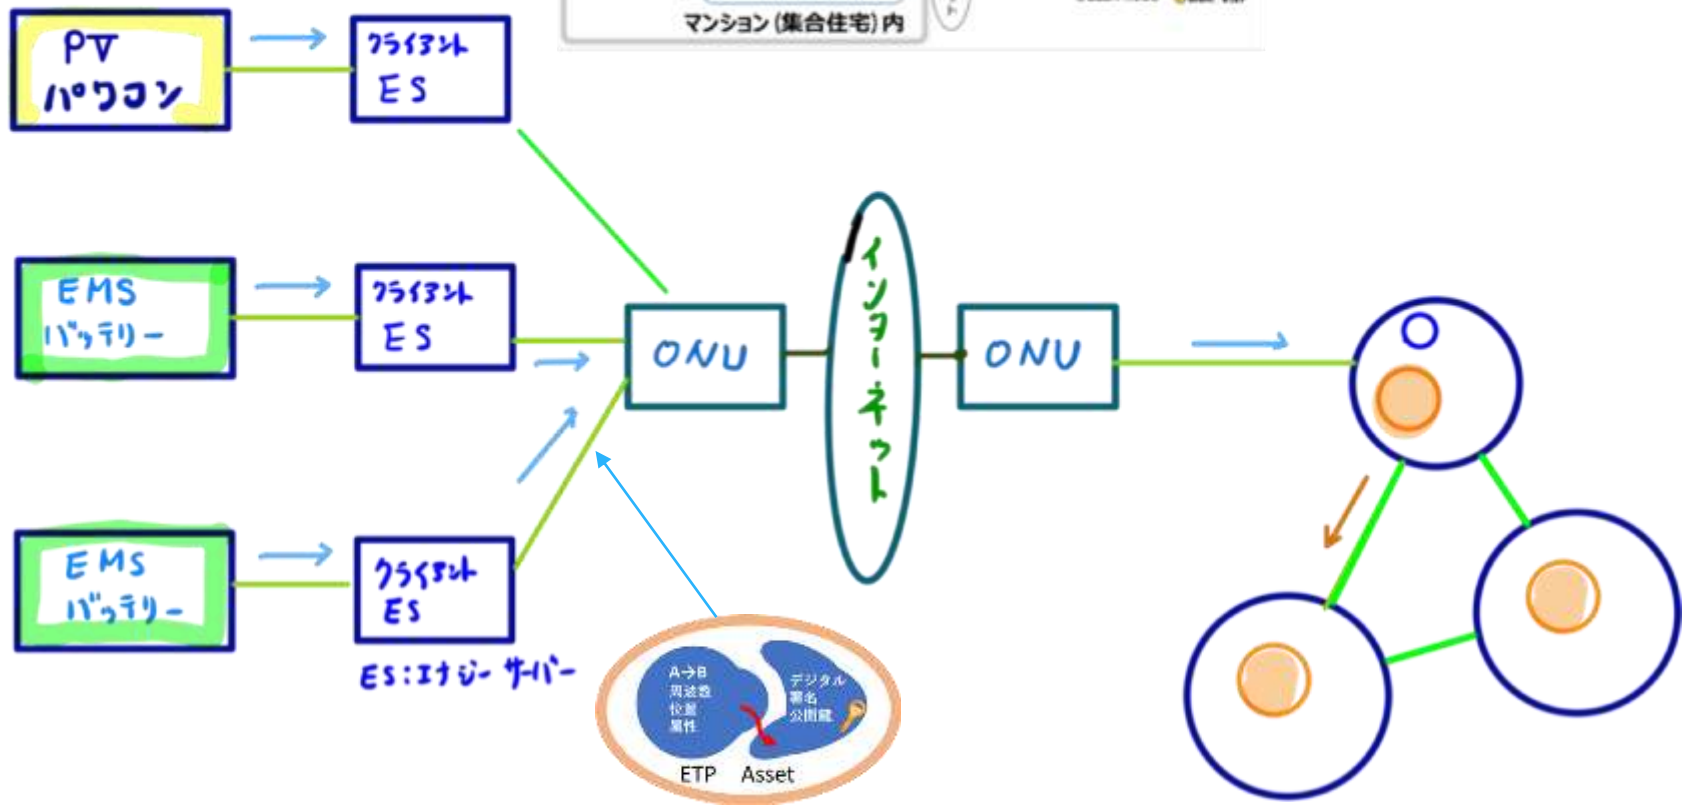 マンション(集合住宅)内
PV
パワコン
クライアント
ES
EMS
バッテリー
クライアント
ES
ONU
インターネット
ONU
EMS
バッテリー
クライアント
ES
ES:エナジーサーバー
A→B
周波数
位置
属性
デジタル
署名
公開鍵
ETP Asset